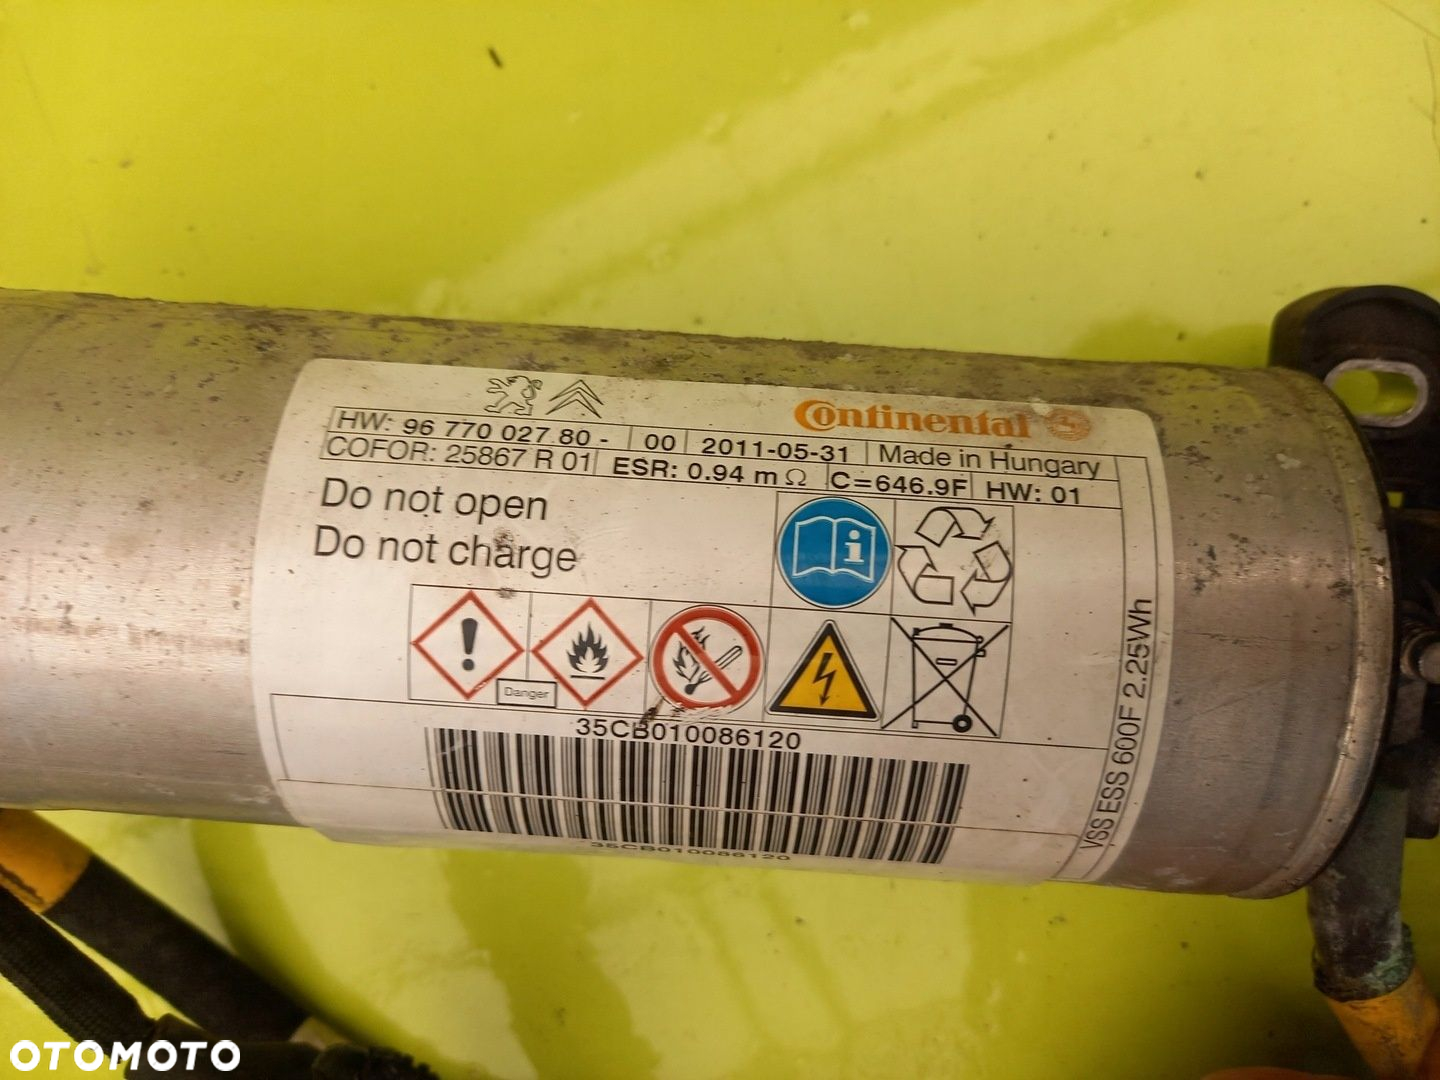 Continental
HW: 96 770 027 80 - 00 2011-05-31 Made in Hungary
COFOR: 25867 R 01 ESR: 0.94 m Ω C=646.9F HW: 01
Do not open
Do not charge
Danger
35CB010086120
35CB010086120
VSS ESS 600F 2.25Wh
OTOMOTO